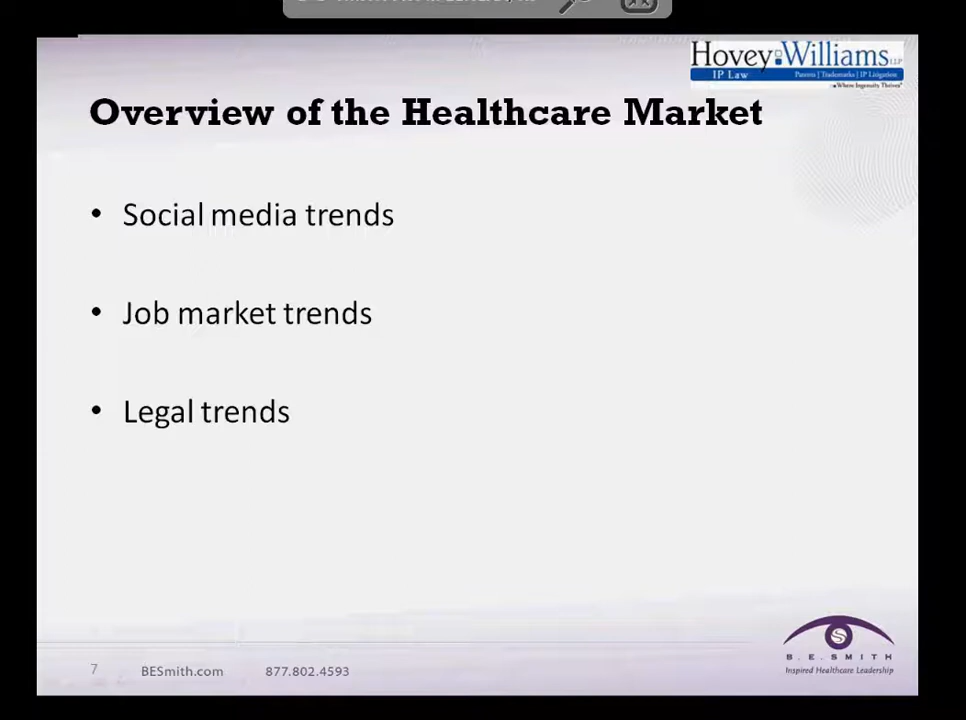 Hovey Williams LLP
IP Law Patents | Trademarks | IP Litigation
"Where Ingenuity Thrives"
Overview of the Healthcare Market
• Social media trends
• Job market trends
• Legal trends
7 BESmith.com 877.802.4593
B.E.SMITH
Inspired Healthcare Leadership